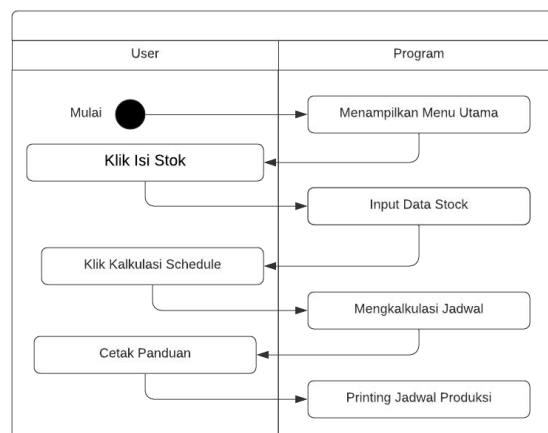 User
Program
Mulai
Menampilkan Menu Utama
Klik Isi Stok
Input Data Stock
Klik Kalkulasi Schedule
Mengkalkulasi Jadwal
Cetak Panduan
Printing Jadwal Produksi